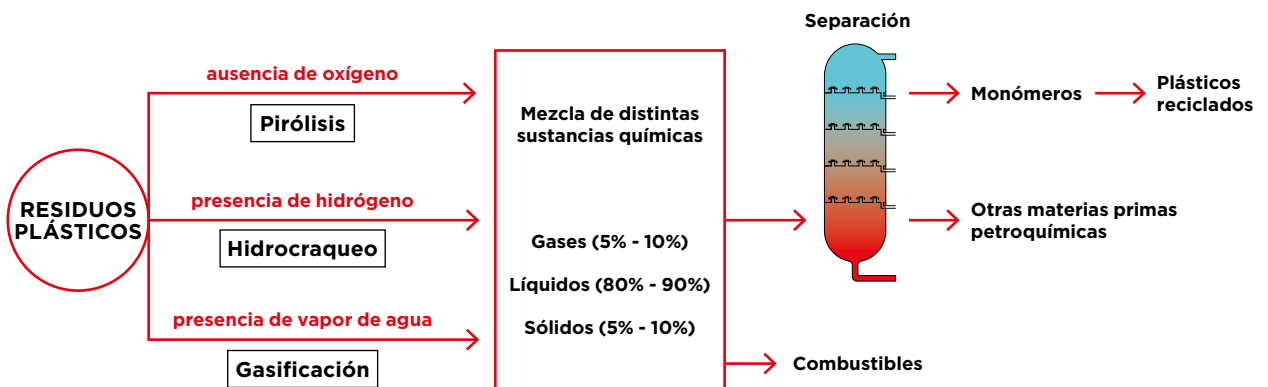 Separación
ausencia de oxígeno
Pirólisis
RESIDUOS
PLÁSTICOS
presencia de hidrógeno
Hidrocraqueo
presencia de vapor de agua
Gasificación
Mezcla de distintas
sustancias químicas
Gases (5% - 10%)
Líquidos (80% - 90%)
Sólidos (5% - 10%)
Monómeros
Plásticos
reciclados
Otras materias primas
petroquímicas
Combustibles